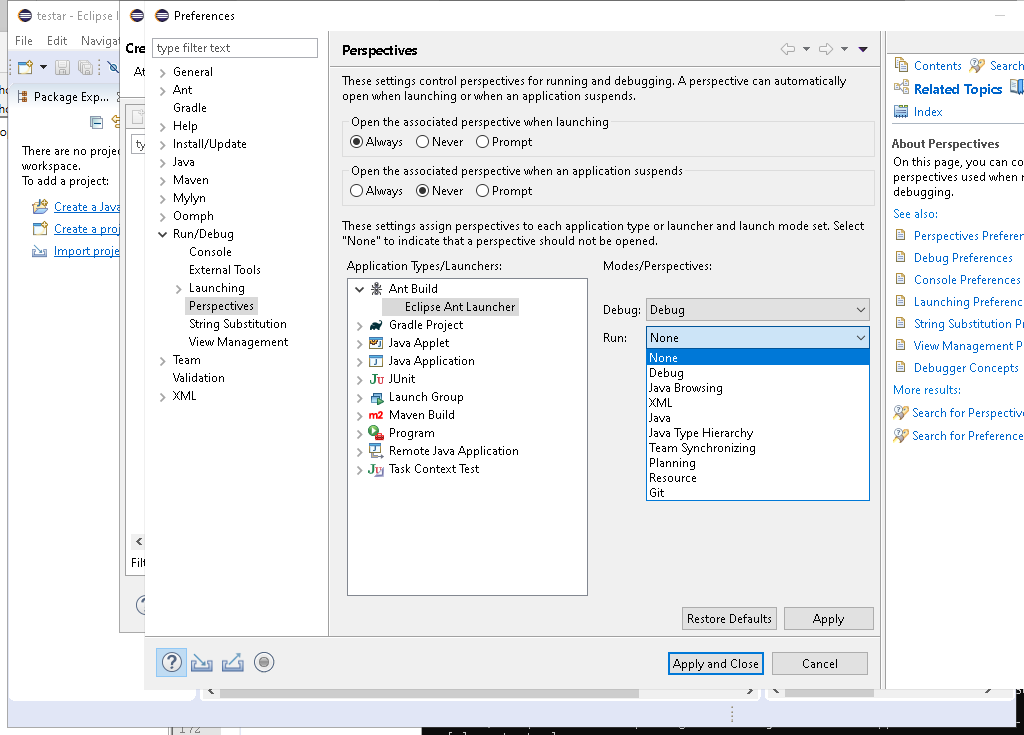 testar - Eclipse I
File Edit Navigat
Package Exp...
There are no projec
workspace.
To add a project:
Create a Java
Create a proj
Import proje
Cre
At
ty
Filt
Preferences
type filter text
General
Ant
Gradle
Help
Install/Update
Java
Maven
Mylyn
Oomph
Run/Debug
Console
External Tools
Launching
Perspectives
String Substitution
View Management
Team
Validation
XML
Perspectives
These settings control perspectives for running and debugging. A perspective can automatically
open when launching or when an application suspends.
Open the associated perspective when launching
Always Never Prompt
Open the associated perspective when an application suspends
Always Never Prompt
These settings assign perspectives to each application type or launcher and launch mode set. Select
"None" to indicate that a perspective should not be opened.
Application Types/Launchers:
Ant Build
Eclipse Ant Launcher
Gradle Project
Java Applet
Java Application
JUnit
Launch Group
Maven Build
Program
Remote Java Application
Task Context Test
Modes/Perspectives:
Debug: Debug
Run: None
None
Debug
Java Browsing
XML
Java
Java Type Hierarchy
Team Synchronizing
Planning
Resource
Git
Restore Defaults Apply
Apply and Close Cancel
Contents Search
Related Topics
Index
About Perspectives
On this page, you can co
perspectives used when r
debugging.
See also:
Perspectives Preferen
Debug Preferences
Console Preferences
Launching Preferenc
String Substitution Pr
View Management P
Debugger Concepts
More results:
Search for Perspective
Search for Preference
172